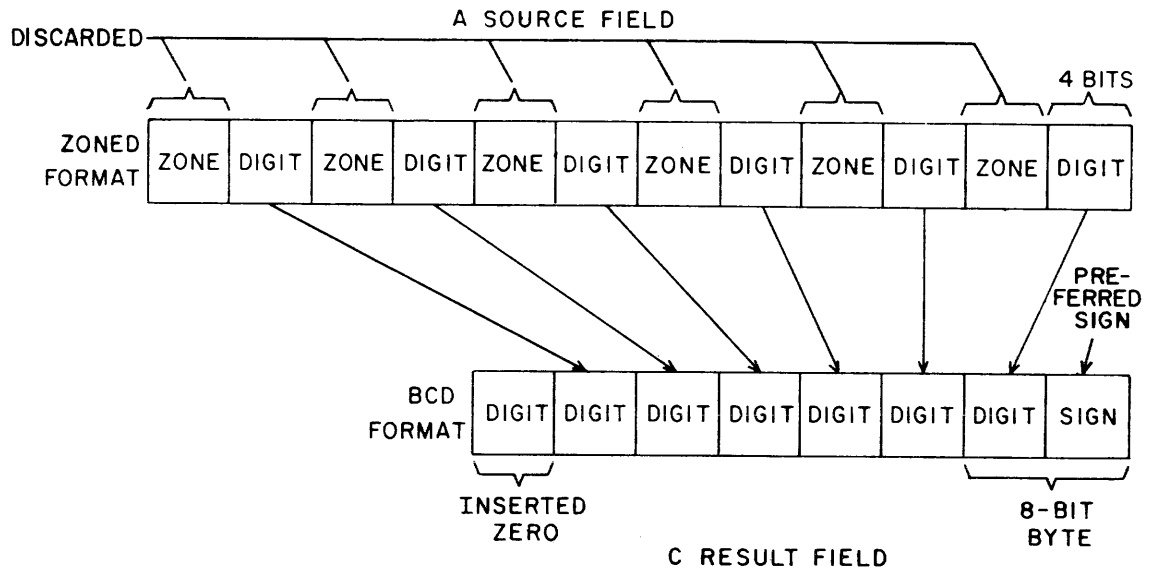 A SOURCE FIELD
DISCARDED
4 BITS
ZONED
FORMAT
ZONE DIGIT ZONE DIGIT ZONE DIGIT ZONE DIGIT ZONE DIGIT ZONE DIGIT
PRE-
FERRED
SIGN
BCD
FORMAT
DIGIT DIGIT DIGIT DIGIT DIGIT DIGIT DIGIT SIGN
INSERTED
ZERO
8-BIT
BYTE
C RESULT FIELD